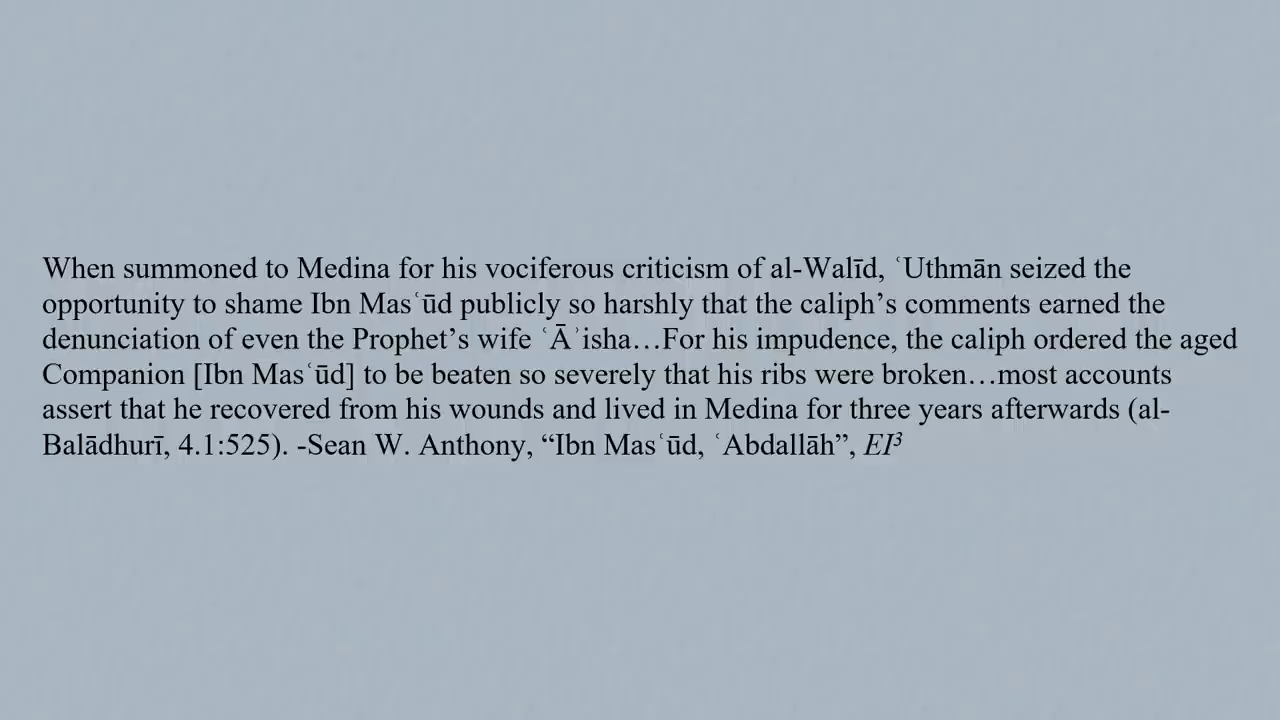 When summoned to Medina for his vociferous criticism of al-Walīd, ʿUthmān seized the
opportunity to shame Ibn Masʿūd publicly so harshly that the caliph’s comments earned the
denunciation of even the Prophet’s wife ʿĀʾisha…For his impudence, the caliph ordered the aged
Companion [Ibn Masʿūd] to be beaten so severely that his ribs were broken…most accounts
assert that he recovered from his wounds and lived in Medina for three years afterwards (al-
Balādhurī, 4.1:525). -Sean W. Anthony, “Ibn Masʿūd, ʿAbdallāh”, EI³